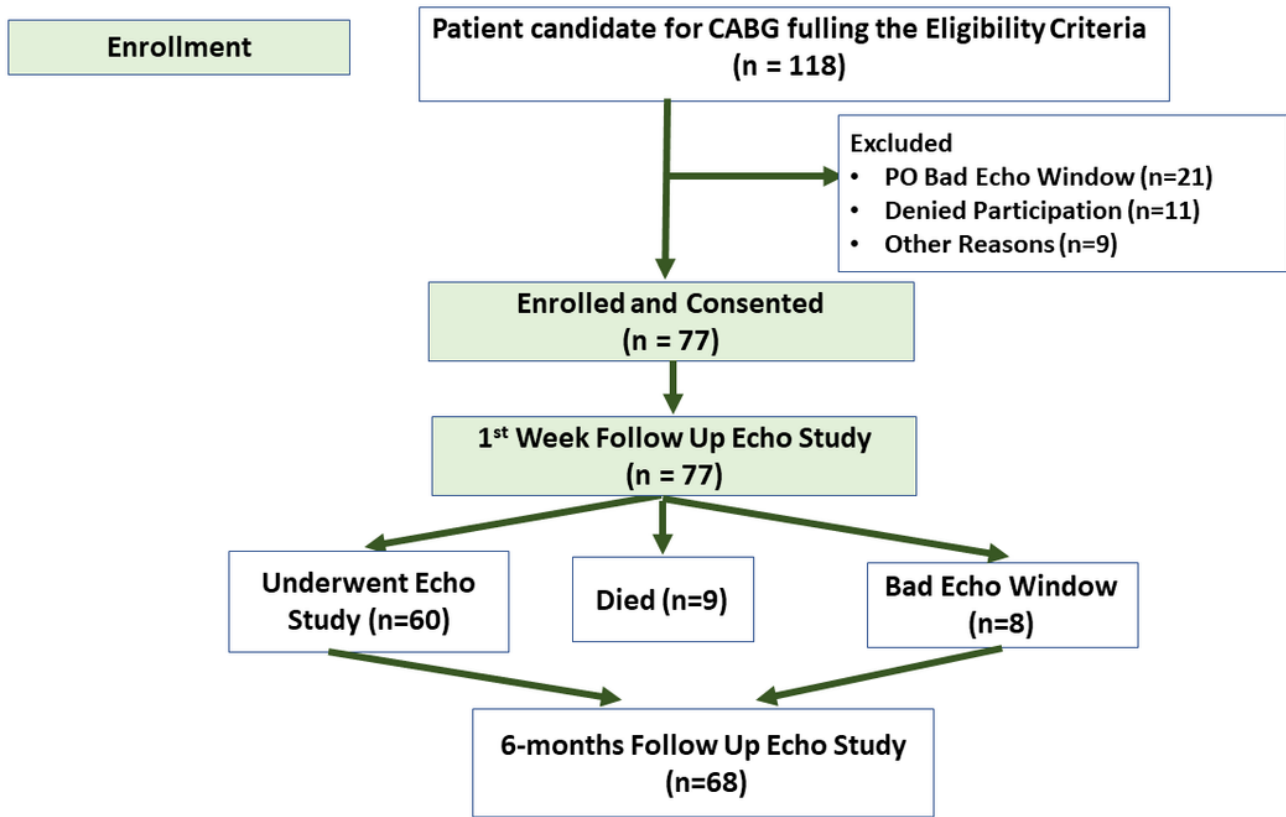 Enrollment
Patient candidate for CABG fulling the Eligibility Criteria
(n = 118)
Excluded
• PO Bad Echo Window (n=21)
• Denied Participation (n=11)
• Other Reasons (n=9)
Enrolled and Consented
(n = 77)
1st Week Follow Up Echo Study
(n = 77)
Underwent Echo
Study (n=60)
Died (n=9)
Bad Echo Window
(n=8)
6-months Follow Up Echo Study
(n=68)